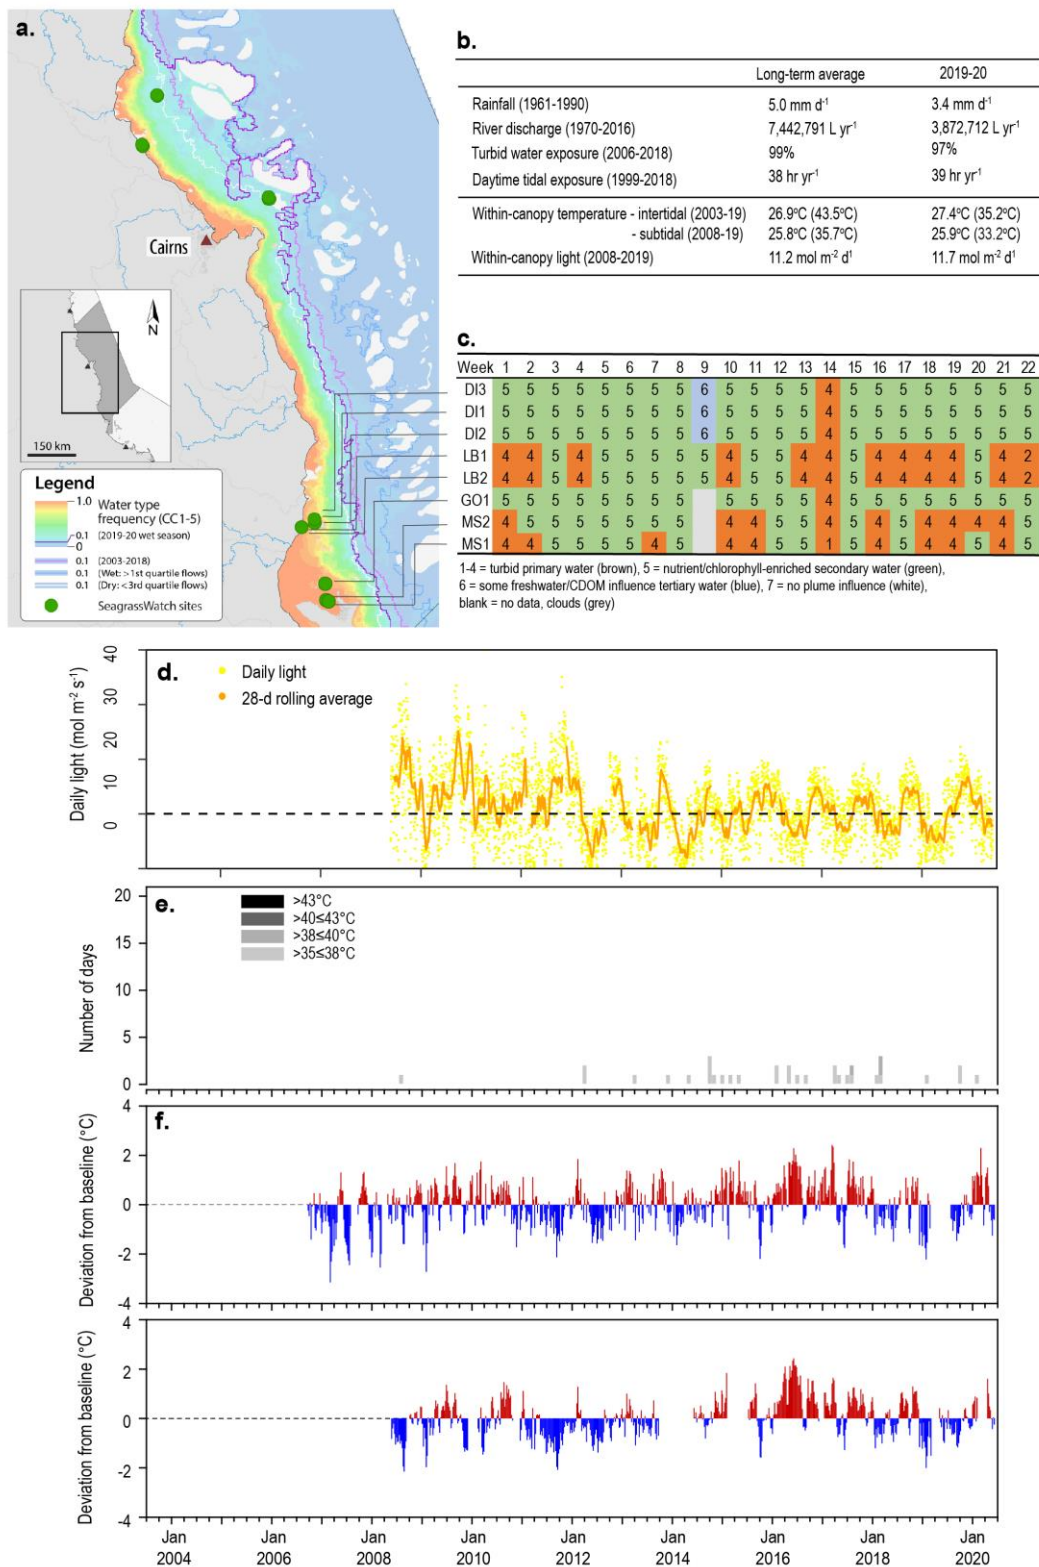 a.
Cairns
N
150 km
Legend
1.0
Water type
frequency (CC1-5)
0.1
(2019-20 wet season)
0
0.1 (2003-2018)
0.1 (Wet: >1st quartile flows)
0.1 (Dry: <3rd quartile flows)
SeagrassWatch sites
b.
Long-term average 2019-20
Rainfall (1961-1990) 5.0 mm d-1 3.4 mm d-1
River discharge (1970-2016) 7,442,791 L yr-1 3,872,712 L yr-1
Turbid water exposure (2006-2018) 99% 97%
Daytime tidal exposure (1999-2018) 38 hr yr-1 39 hr yr-1
Within-canopy temperature - intertidal (2003-19) 26.9ºC (43.5ºC) 27.4ºC (35.2ºC)
- subtidal (2008-19) 25.8ºC (35.7ºC) 25.9ºC (33.2ºC)
Within-canopy light (2008-2019) 11.2 mol m-2 d1 11.7 mol m-2 d1
c.
Week 1 2 3 4 5 6 7 8 9 10 11 12 13 14 15 16 17 18 19 20 21 22
DI3 5 5 5 5 5 5 5 5 6 5 5 5 5 4 5 5 5 5 5 5 5 5
DI1 5 5 5 5 5 5 5 5 6 5 5 5 5 4 5 5 5 5 5 5 5 5
DI2 5 5 5 5 5 5 5 5 6 5 5 5 5 4 5 5 5 5 5 5 5 5
LB1 4 4 5 4 5 5 5 5 5 4 5 5 4 4 5 4 4 4 4 5 4 2
LB2 4 4 5 4 5 5 5 5 5 4 5 5 4 4 5 4 4 4 4 5 4 2
GO1 5 5 5 5 5 5 5 5 5 5 5 5 4 5 5 5 5 5 5 5 5
MS2 4 5 5 5 5 5 5 5 4 4 5 5 4 5 4 5 4 4 4 4 5
MS1 4 4 5 5 5 5 4 5 4 4 5 5 1 5 4 5 4 4 5 4 5
1-4 = turbid primary water (brown), 5 = nutrient/chlorophyll-enriched secondary water (green),
6 = some freshwater/CDOM influence tertiary water (blue), 7 = no plume influence (white),
blank = no data, clouds (grey)
d.
Daily light
28-d rolling average
Daily light (mol m-2 s-1)
40
30
20
10
0
e.
>43°C
>40≤43°C
>38≤40°C
>35≤38°C
Number of days
20
15
10
5
0
f.
Deviation from baseline (°C)
4
2
0
-2
-4
Deviation from baseline (°C)
4
2
0
-2
-4
Jan Jan Jan Jan Jan Jan Jan Jan Jan
2004 2006 2008 2010 2012 2014 2016 2018 2020